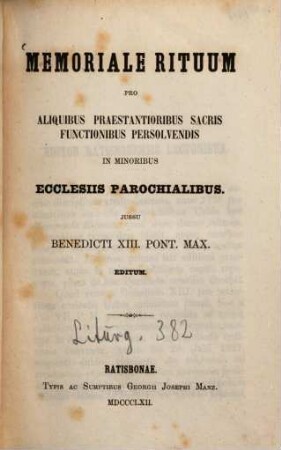 MEMORIALE RITUUM
PRO
ALIQUIBUS PRAESTANTIORIBUS SACRIS
FUNCTIONIBUS PERSOLVENDIS
IN MINORIBUS
ECCLESIIS PAROCHIALIBUS.
JUSSU
BENEDICTI XIII. PONT. MAX.
EDITUM.
Liturg. 382
RATISBONAE.
Typis ac Sumptibus Georgii Josephi Manz.
MDCCCLXII.